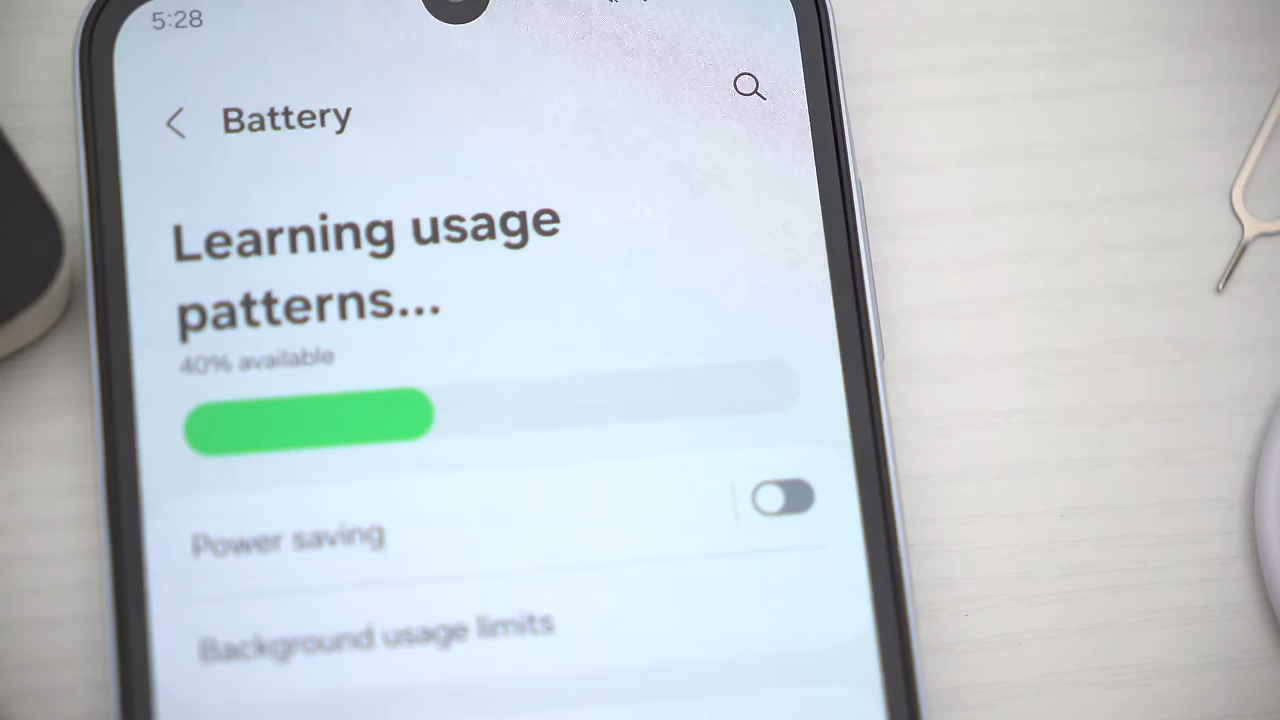 5:28
Battery
Learning usage
patterns...
40% available
Power saving
Background usage limits